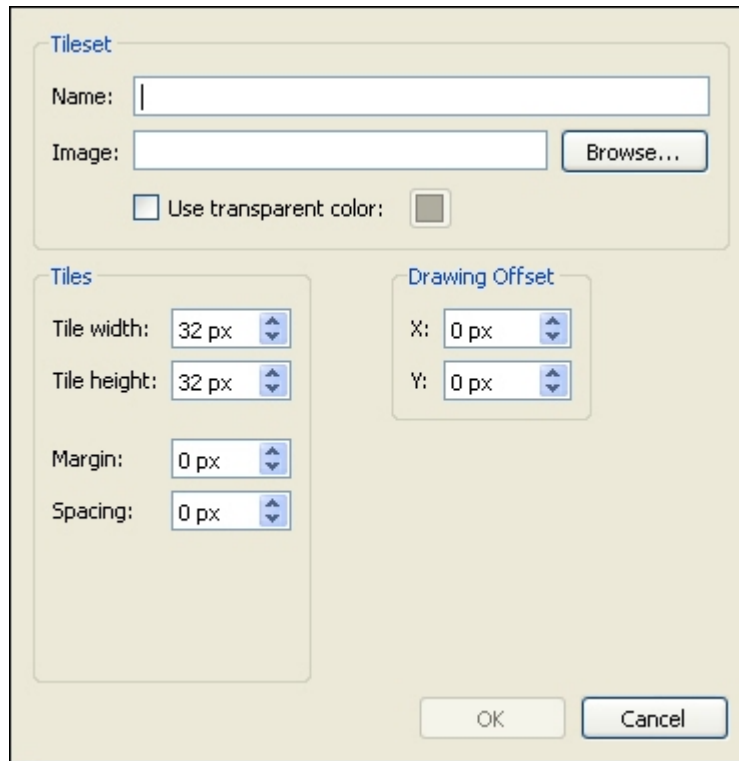 Tileset
Name:
Image: Browse...
Use transparent color:
Tiles
Tile width: 32 px
Tile height: 32 px
Margin: 0 px
Spacing: 0 px
Drawing Offset
X: 0 px
Y: 0 px
OK Cancel